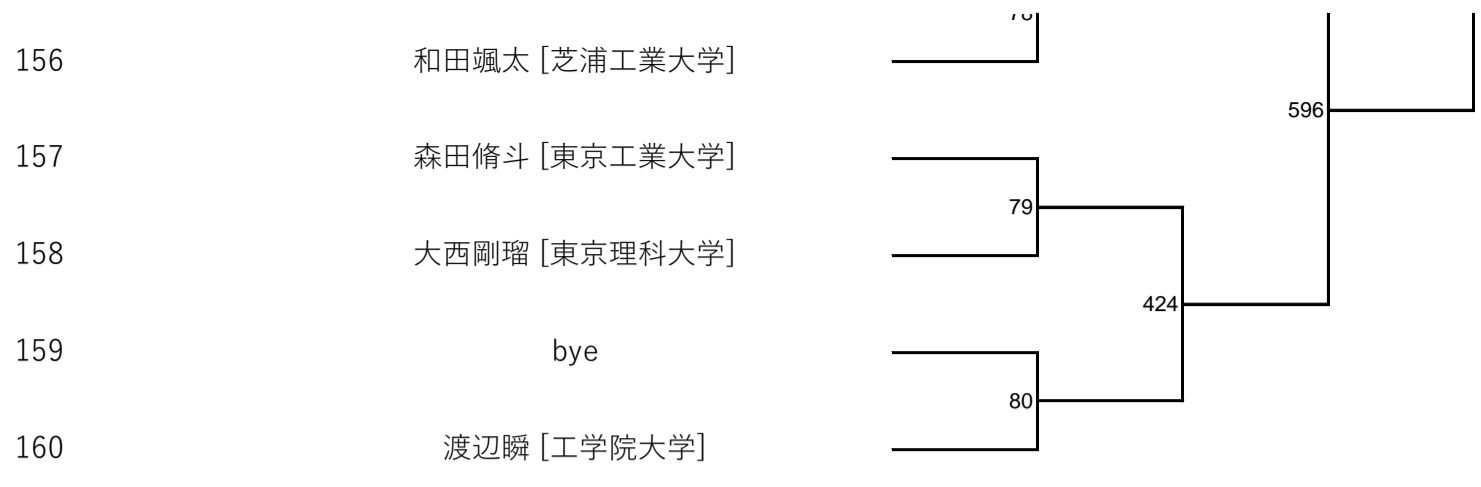 78
156 和田颯太 [芝浦工業大学]
596
157 森田脩斗 [東京工業大学]
79
158 大西剛瑠 [東京理科大学]
424
159 bye
80
160 渡辺瞬 [工学院大学]